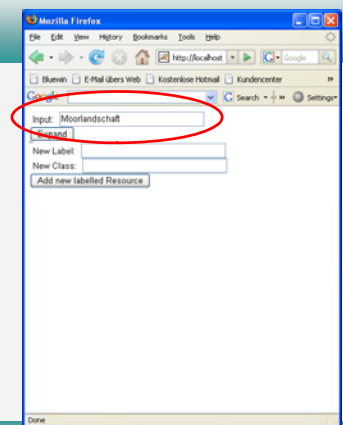 Mozilla Firefox
File Edit View History Bookmarks Tools Help
http://localhost Google
Bluewin E-Mail übers Web Kostenlose Hotmail Kundencenter »
Google Search » Settings
Input: Moorlandschaft
Expand
New Label:
New Class:
Add new labelled Resource
Done